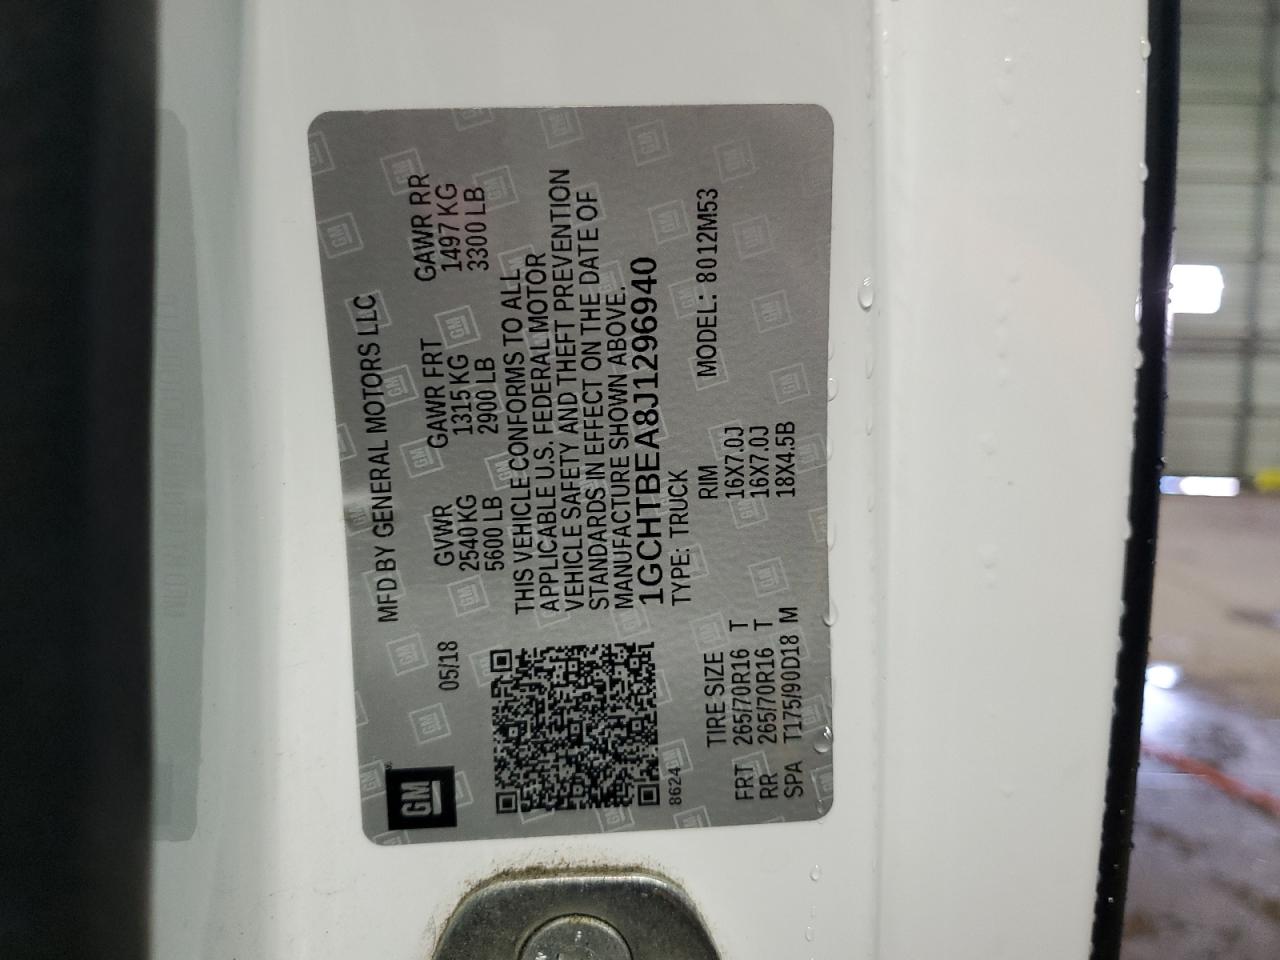 GM
MFD BY GENERAL MOTORS LLC
05/18
GVWR GAWR FRT GAWR RR
2540 KG 1315 KG 1497 KG
5600 LB 2900 LB 3300 LB
THIS VEHICLE CONFORMS TO ALL
APPLICABLE U.S. FEDERAL MOTOR
VEHICLE SAFETY AND THEFT PREVENTION
STANDARDS IN EFFECT ON THE DATE OF
MANUFACTURE SHOWN ABOVE.
1GCHTBEA8J1296940
8624 TYPE: TRUCK
TIRE SIZE RIM MODEL: 8012M53
FRT 265/70R16 T 16X7.0J
RR 265/70R16 T 16X7.0J
SPA T175/90D18 M 18X4.5B